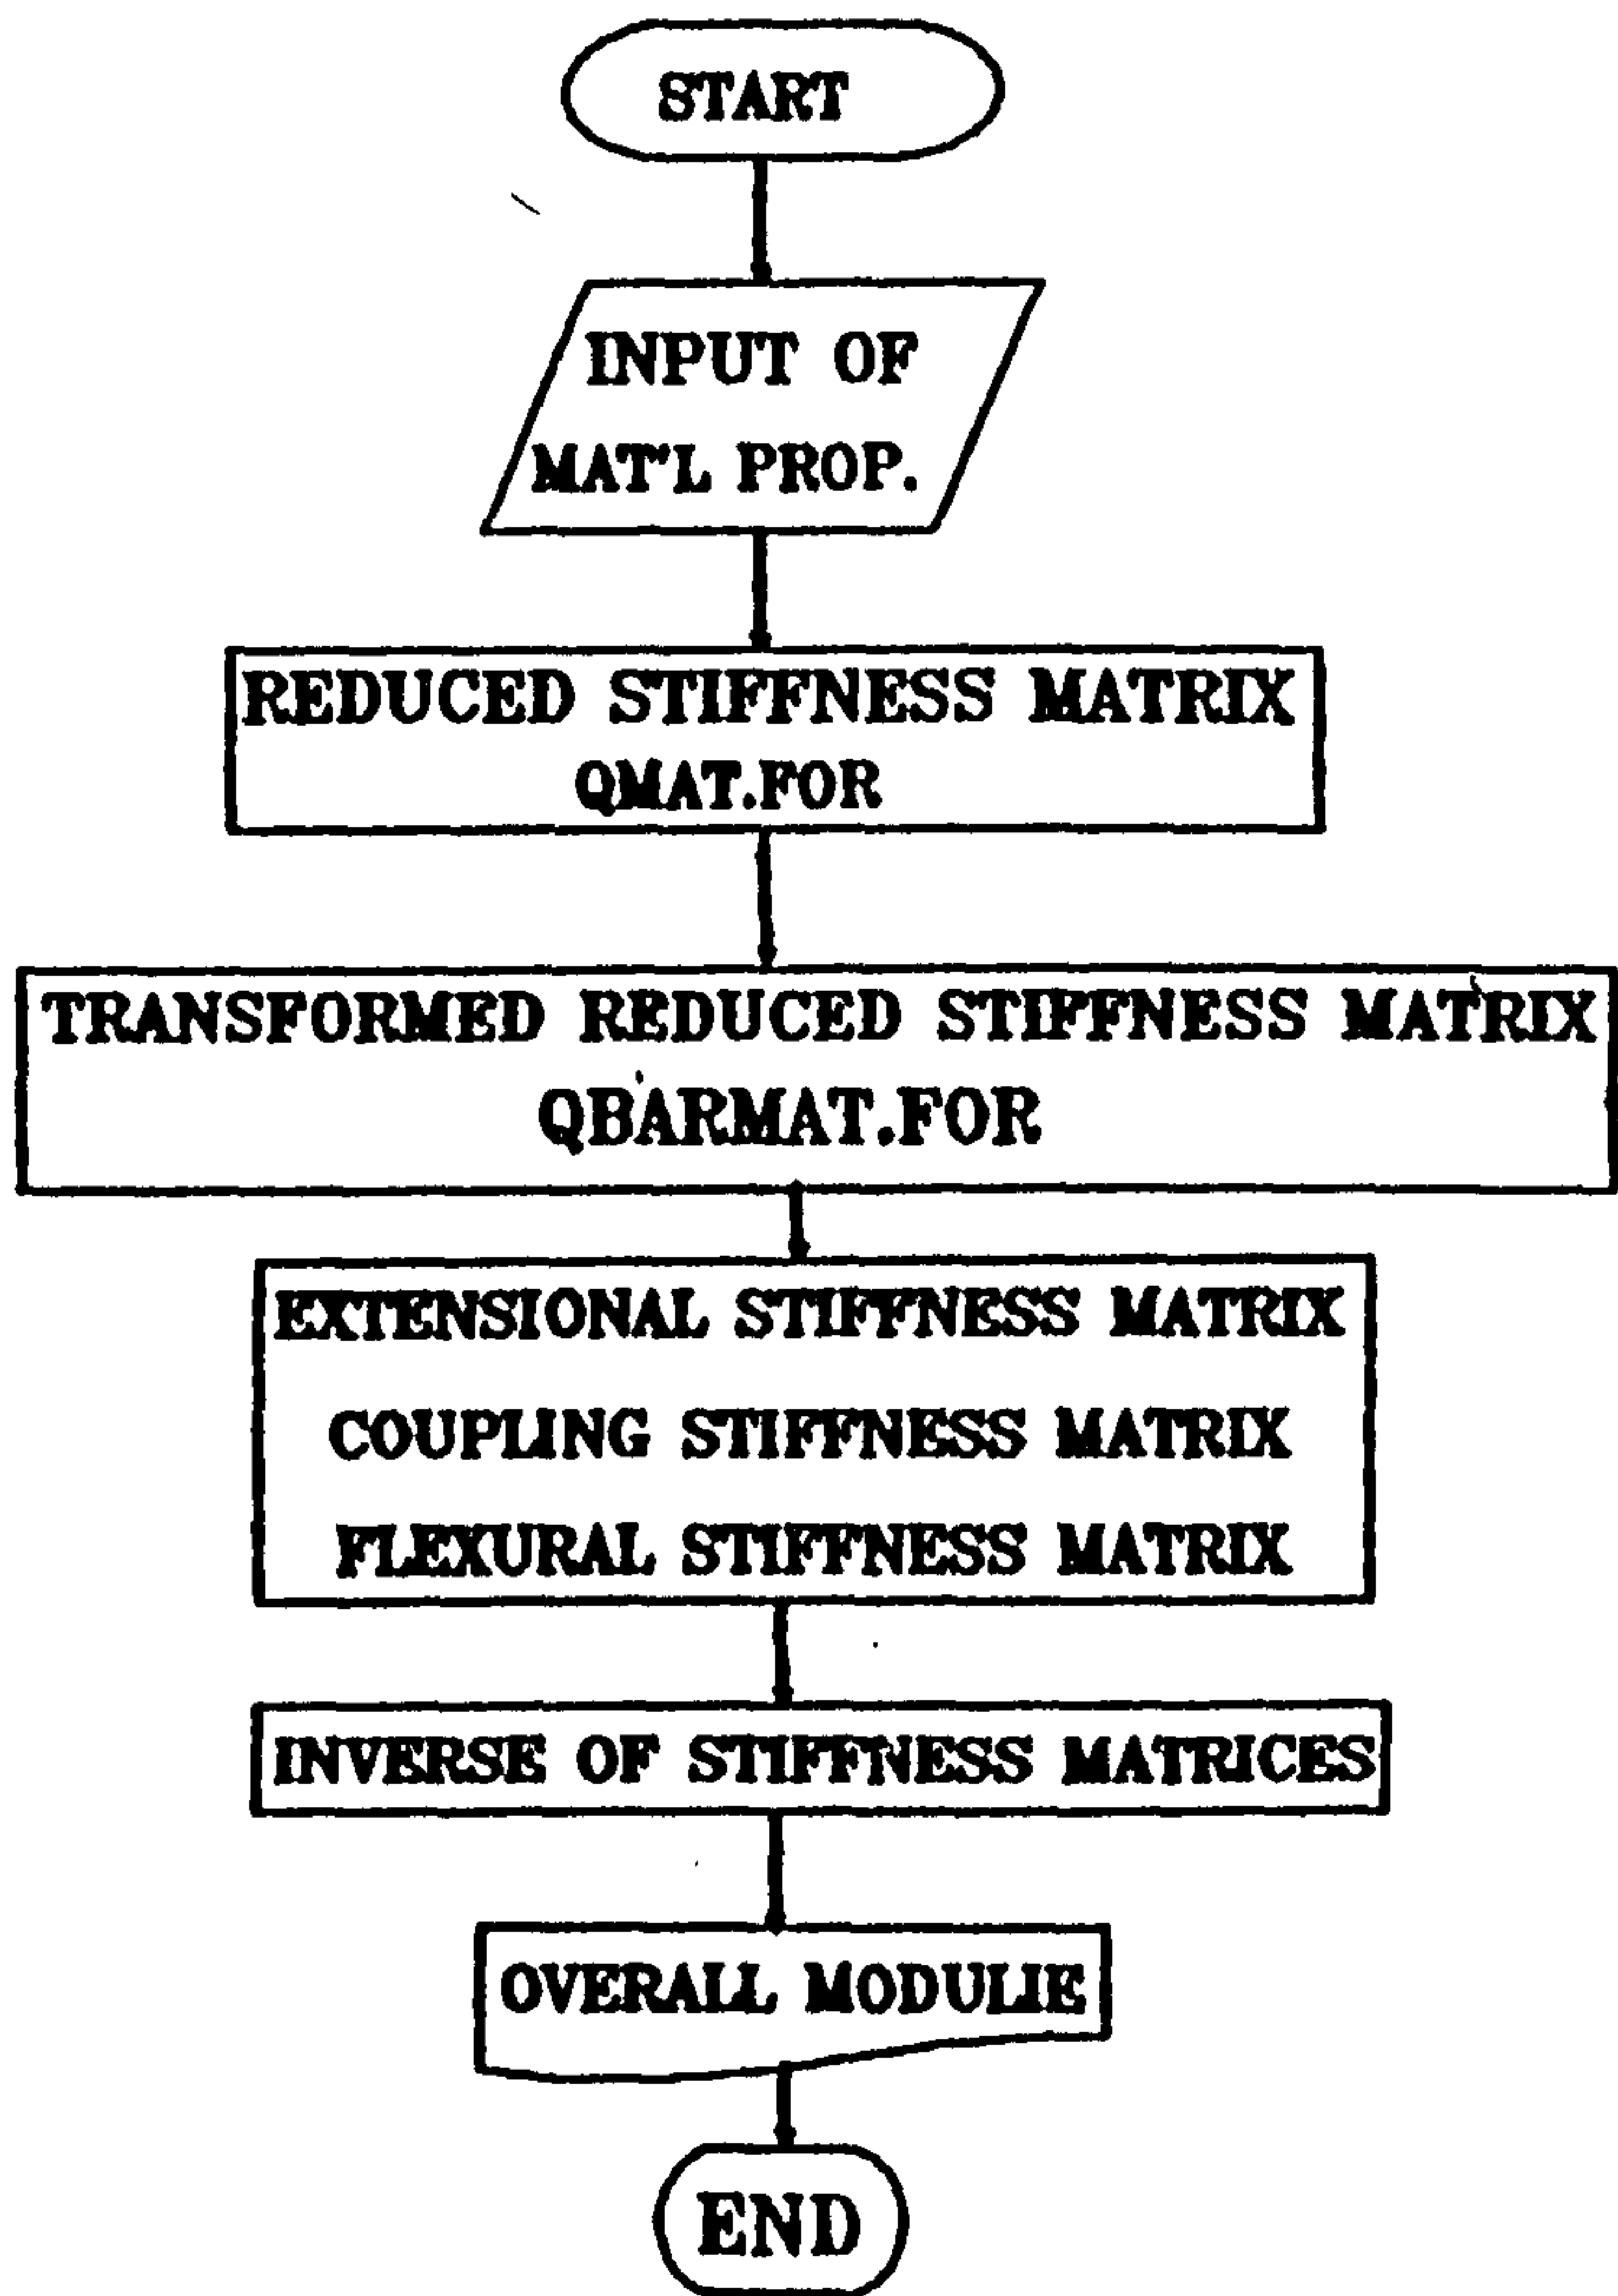 START
INPUT OF
MAT'L PROP.
REDUCED STIFFNESS MATRIX
QMAT.FOR
TRANSFORMED REDUCED STIFFNESS MATRIX
QBARMAT.FOR
EXTENSIONAL STIFFNESS MATRIX
COUPLING STIFFNESS MATRIX
FLEXURAL STIFFNESS MATRIX
INVERSE OF STIFFNESS MATRICES
OVERALL MODULIE
END